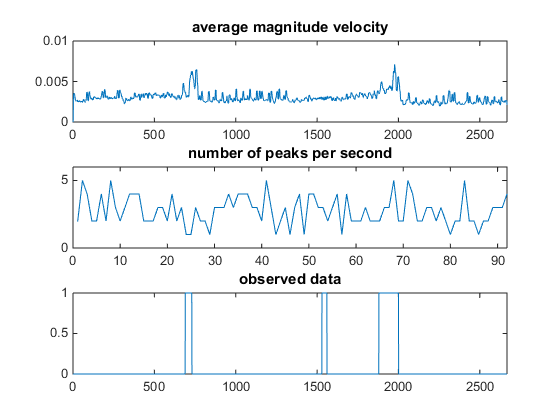 average magnitude velocity
0.01
0.005
0
0 500 1000 1500 2000 2500
number of peaks per second
5
0
0 10 20 30 40 50 60 70 80 90
observed data
1
0.5
0
0 500 1000 1500 2000 2500